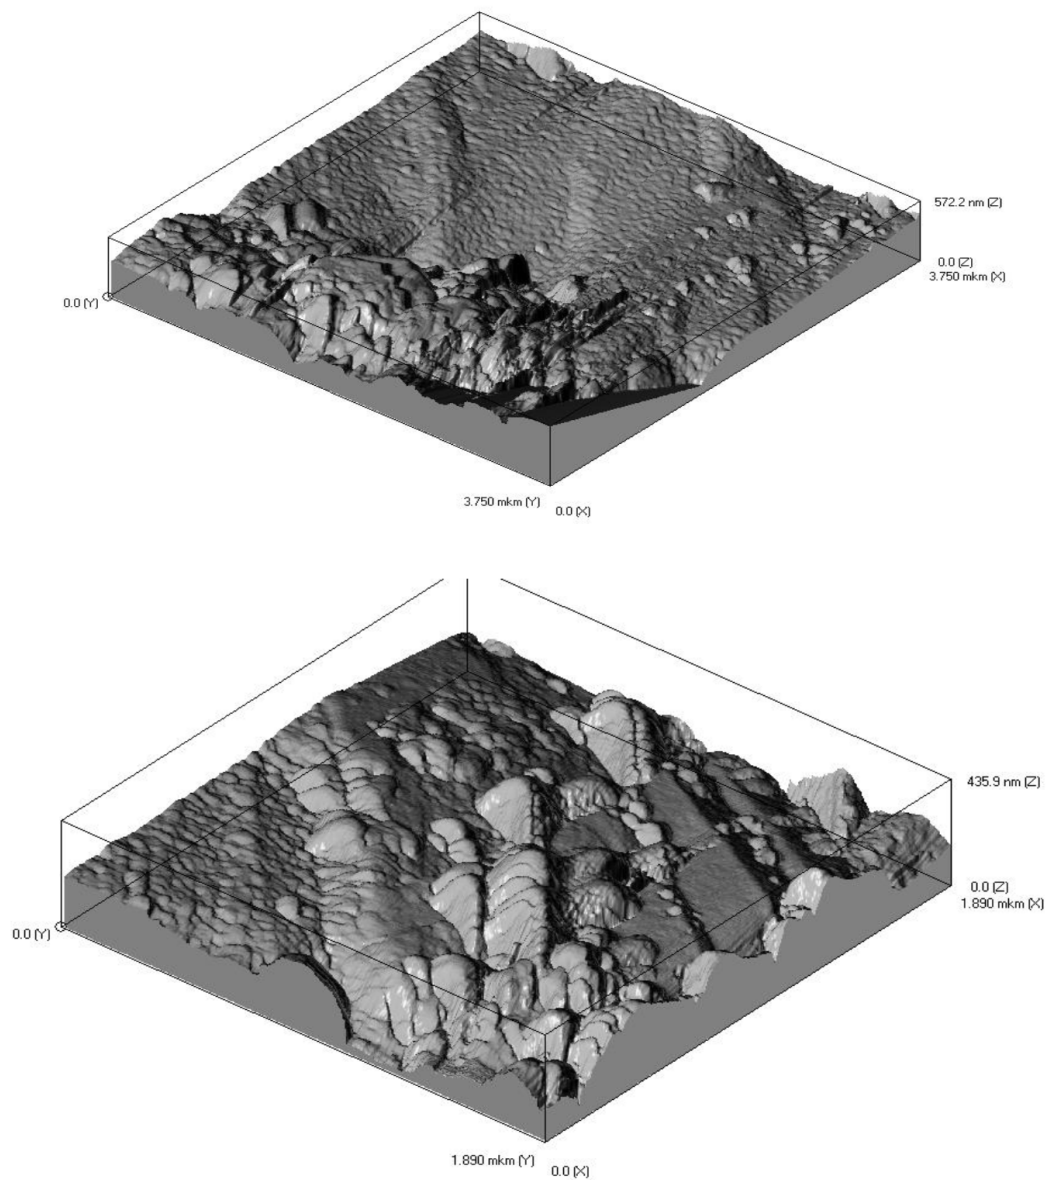 572.2 nm (Z)
0.0 (Z)
3.750 mkm (X)
0.0 (Y)
3.750 mkm (Y)
0.0 (X)
435.9 nm (Z)
0.0 (Z)
1.890 mkm (X)
0.0 (Y)
1.890 mkm (Y)
0.0 (X)